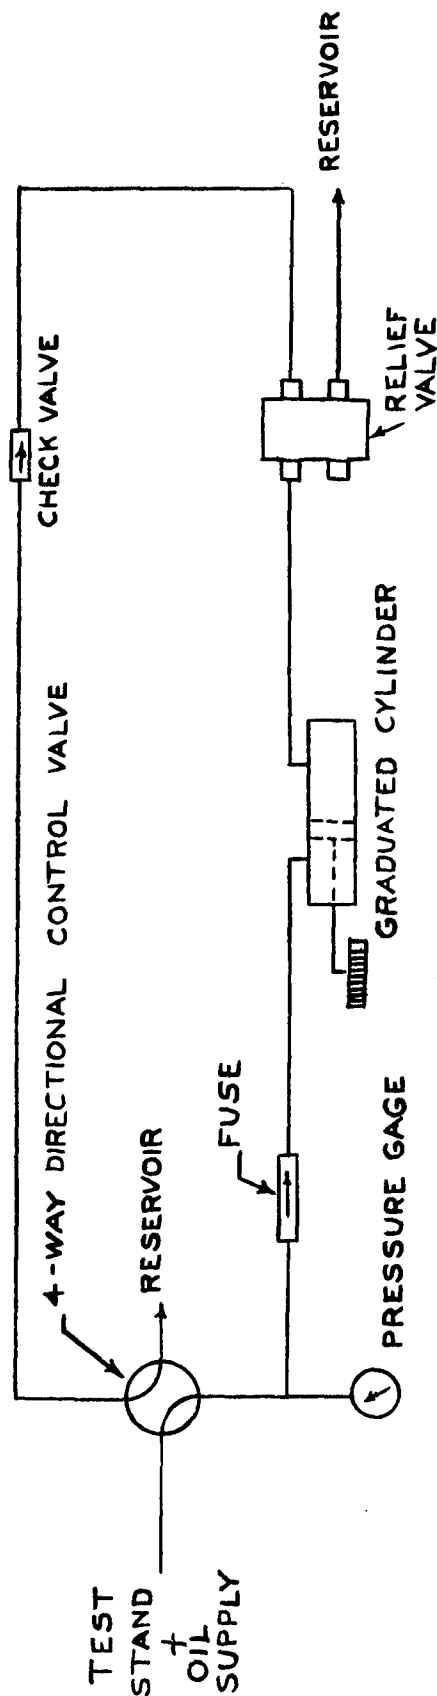 TEST
STAND
+
OIL
SUPPLY
4-WAY DIRECTIONAL CONTROL VALVE
RESERVOIR
FUSE
PRESSURE GAGE
GRADUATED CYLINDER
CHECK VALVE
RELIEF
VALVE
RESERVOIR